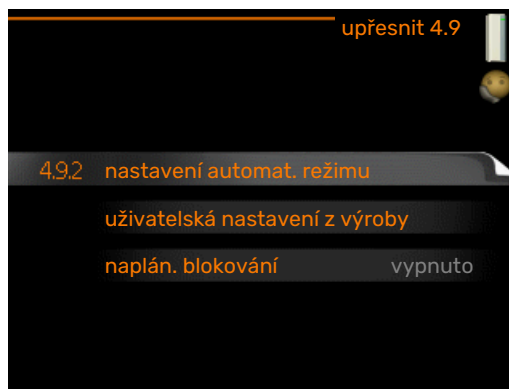 upřesnit 4.9
4.9.2 nastavení automat. režimu
uživatelská nastavení z výroby
naplán. blokování vypnuto